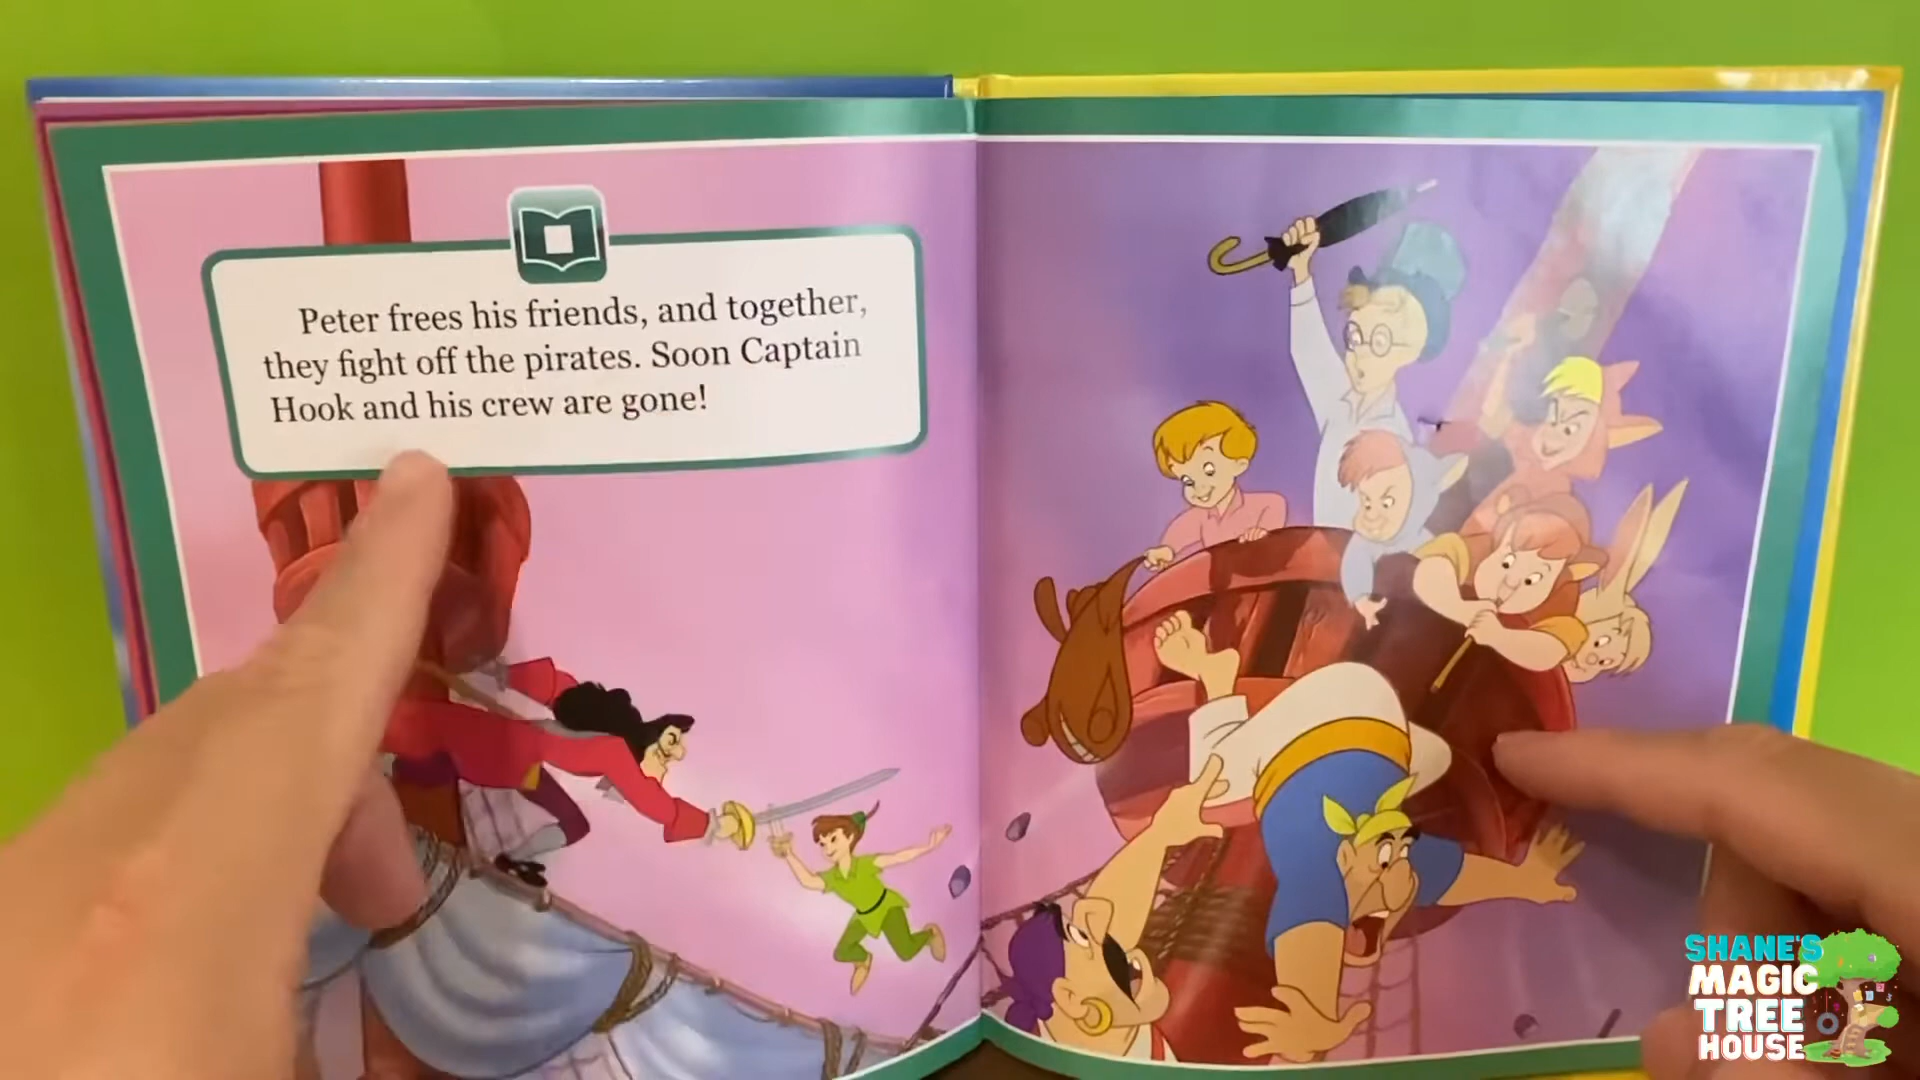 Peter frees his friends, and together,
they fight off the pirates. Soon Captain
Hook and his crew are gone!
SHANE'S
MAGIC
TREE
HOUSE